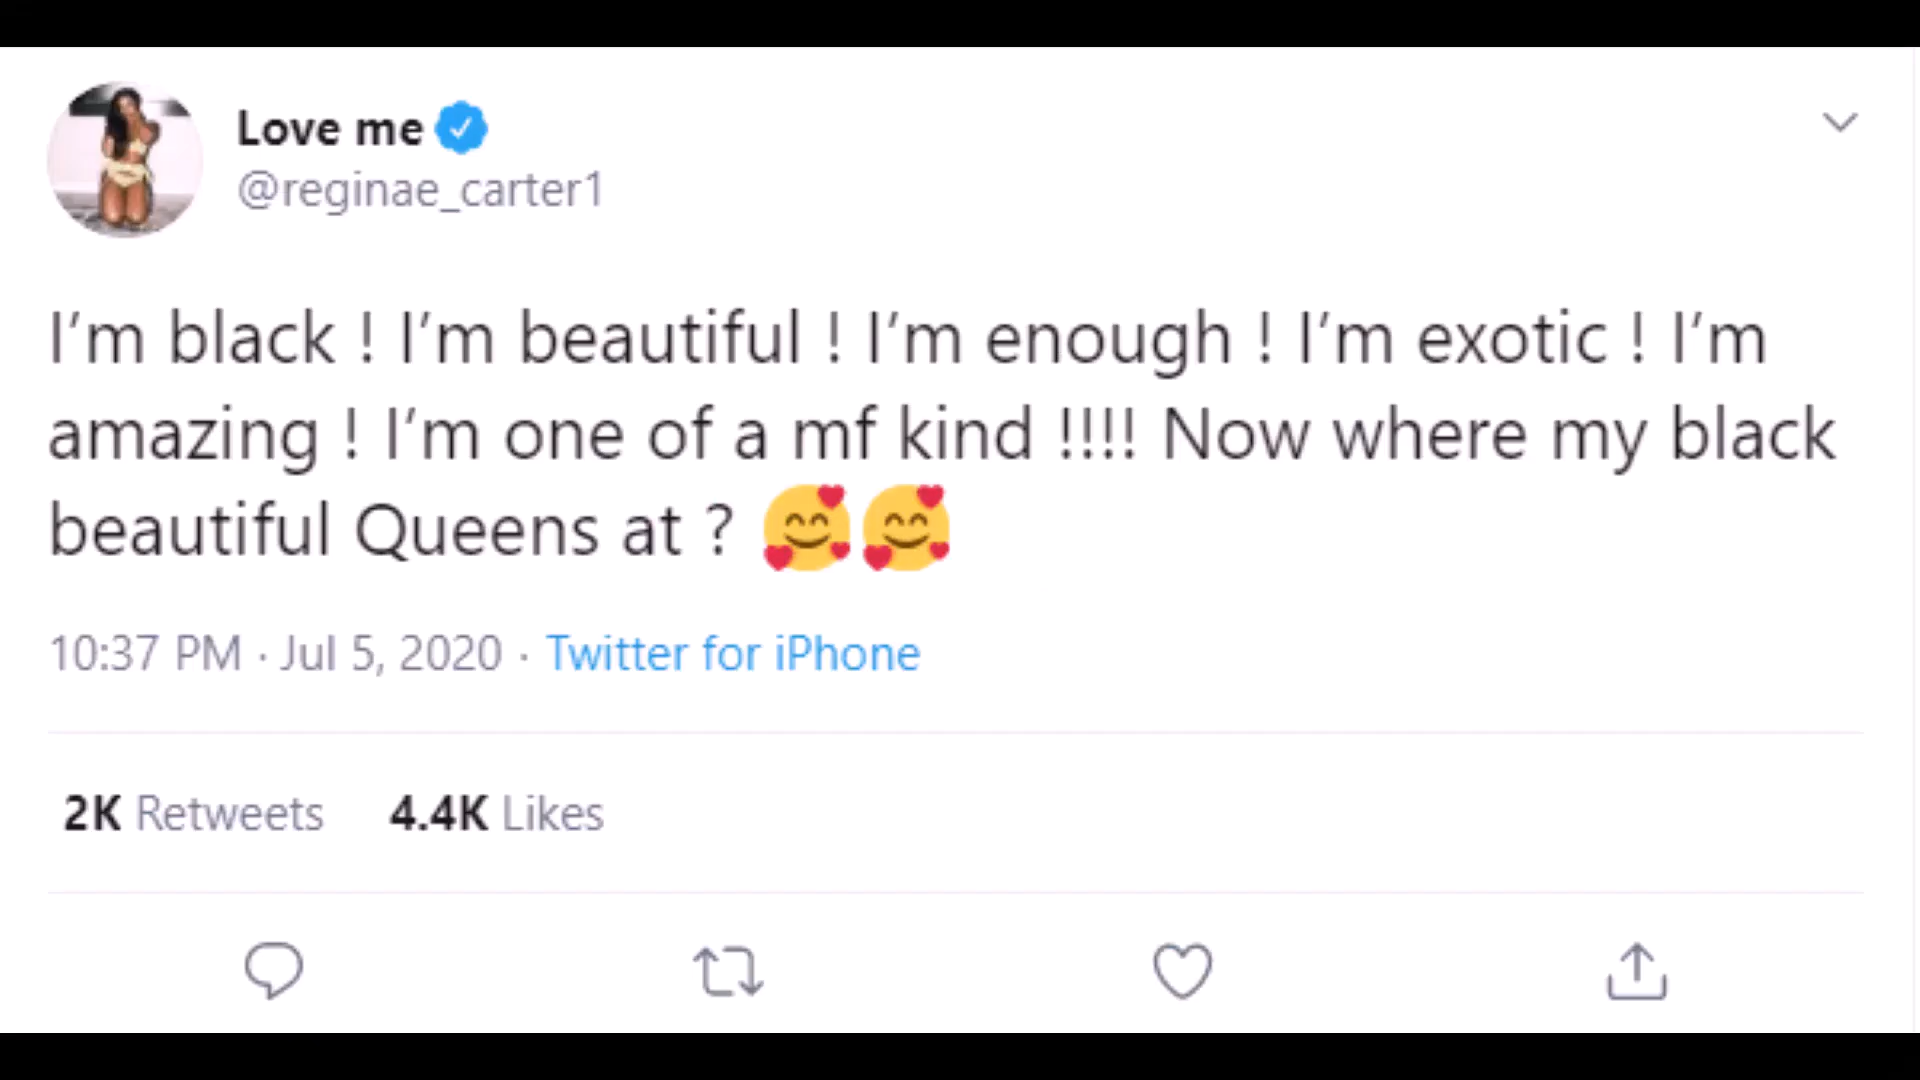 Love me
@reginae_carter1
I’m black ! I’m beautiful ! I’m enough ! I’m exotic ! I’m
amazing ! I’m one of a mf kind !!!! Now where my black
beautiful Queens at ? 🥰🥰
10:37 PM · Jul 5, 2020 · Twitter for iPhone
2K Retweets 4.4K Likes